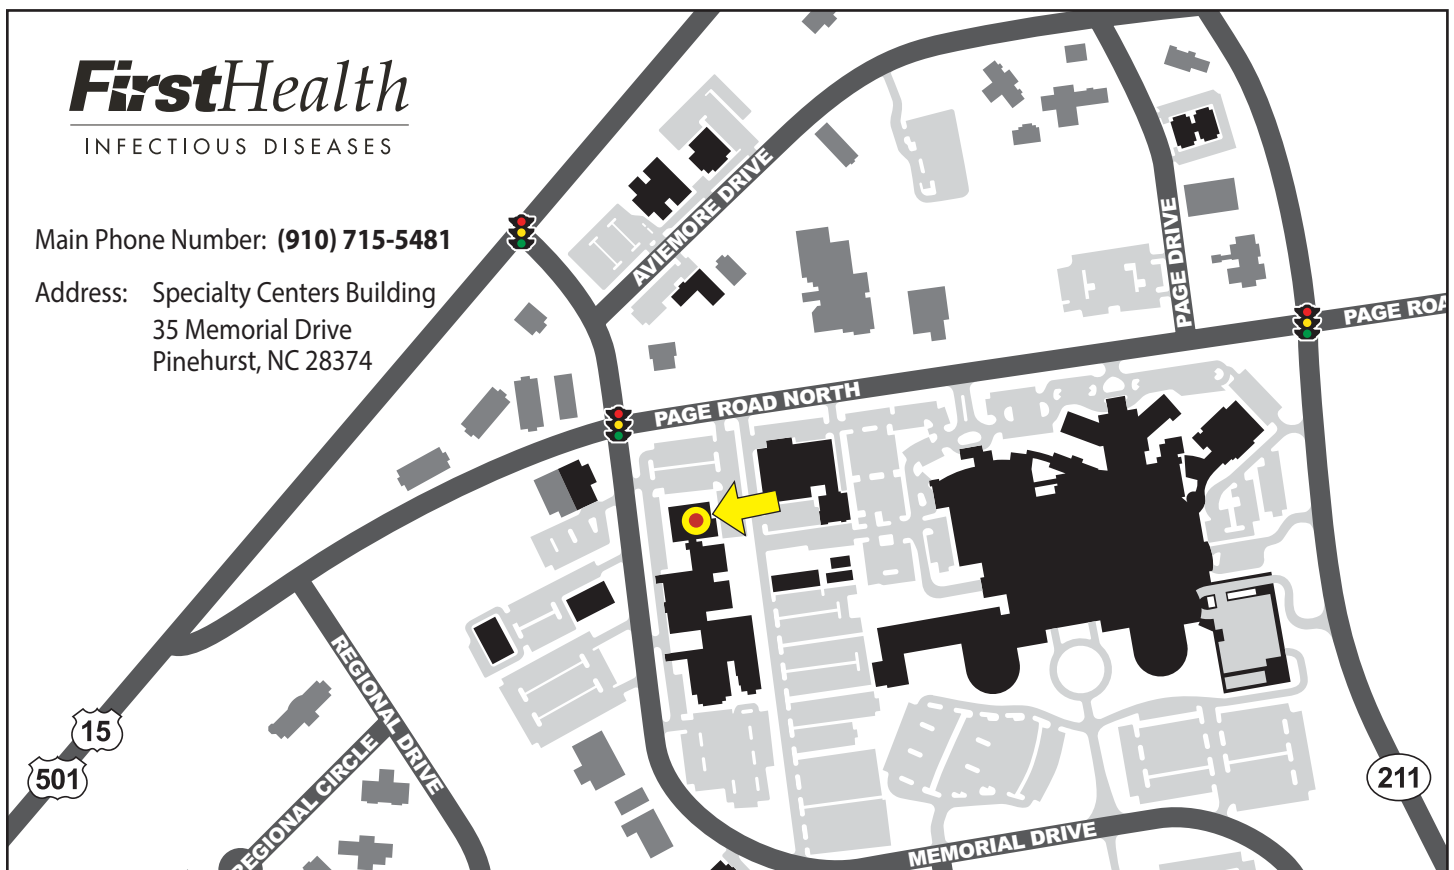 FirstHealth
INFECTIOUS DISEASES
Main Phone Number: (910) 715-5481
Address: Specialty Centers Building
35 Memorial Drive
Pinehurst, NC 28374
AVIEMORE DRIVE
PAGE DRIVE
PAGE ROA
PAGE ROAD NORTH
REGIONAL DRIVE
REGIONAL CIRCLE
15
501
211
MEMORIAL DRIVE